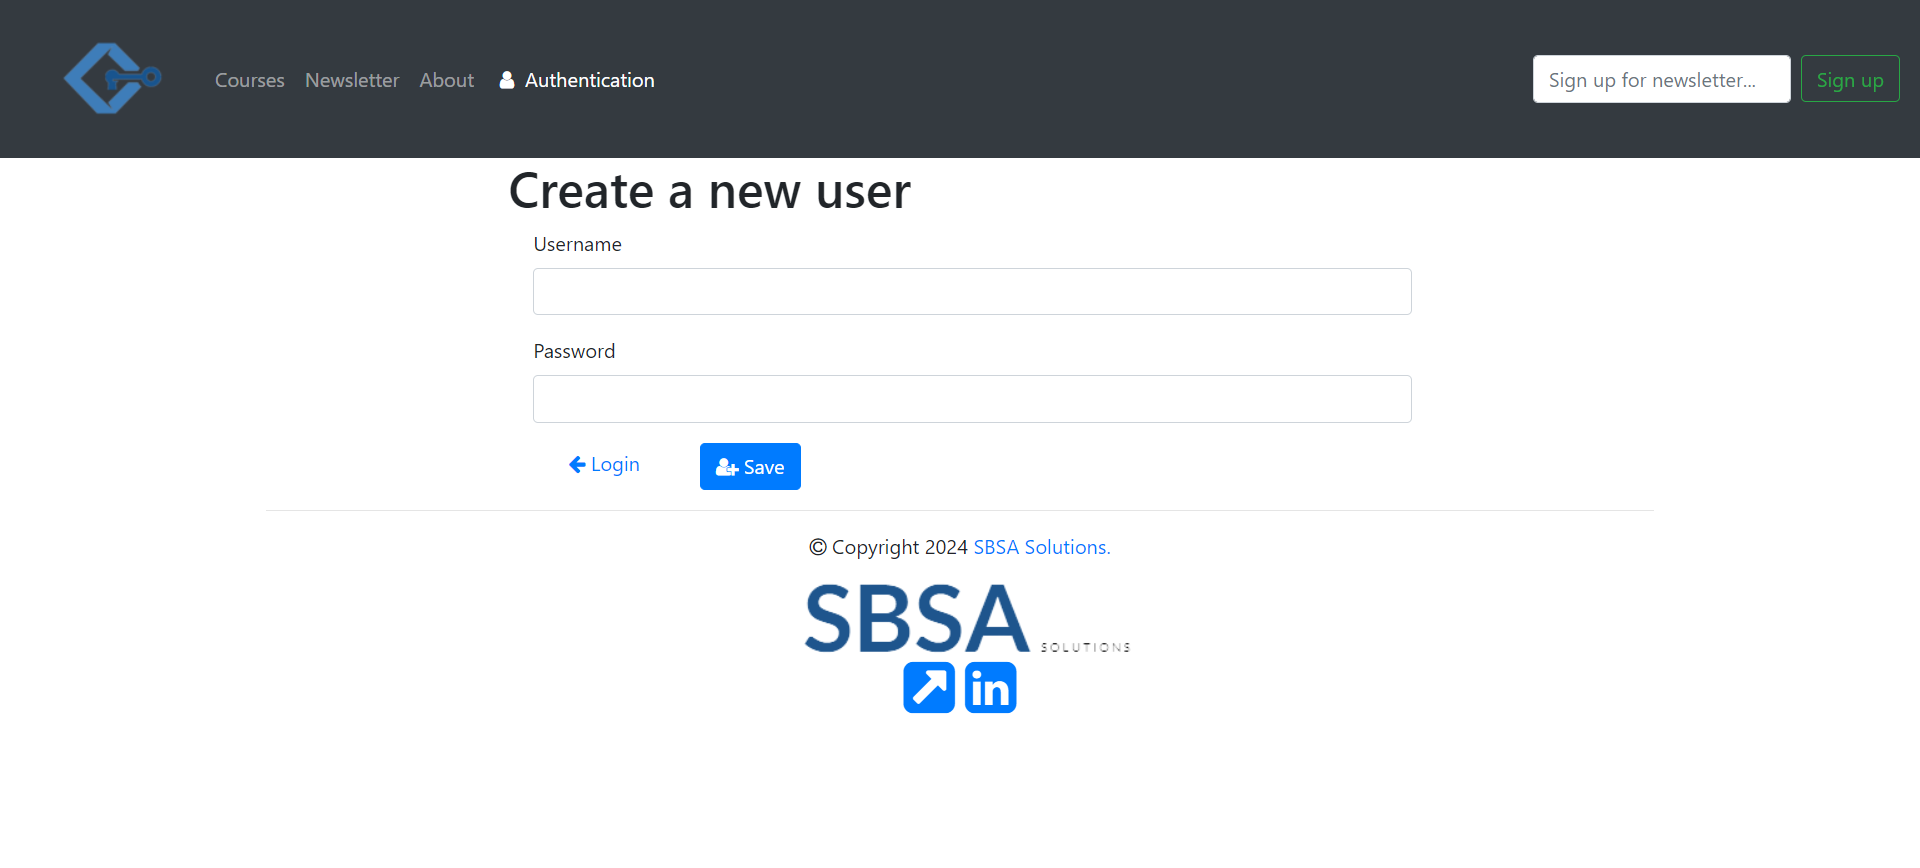 Courses Newsletter About Authentication
Sign up for newsletter... Sign up
Create a new user
Username
Password
Login Save
© Copyright 2024 SBSA Solutions.
SBSA SOLUTIONS
in